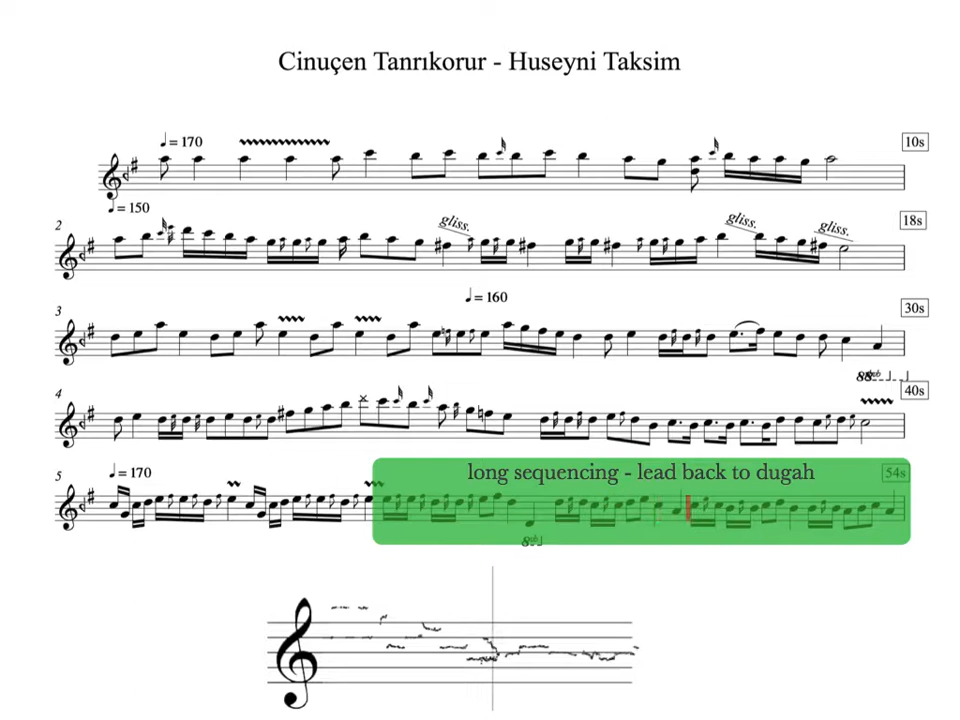 Cinuçen Tanrıkorur - Huseyni Taksim
♩ = 170
10s
♩ = 150
2
gliss.
gliss.
gliss.
18s
♩ = 160
3
30s
4
40s
5
♩ = 170
long sequencing - lead back to dugah
54s